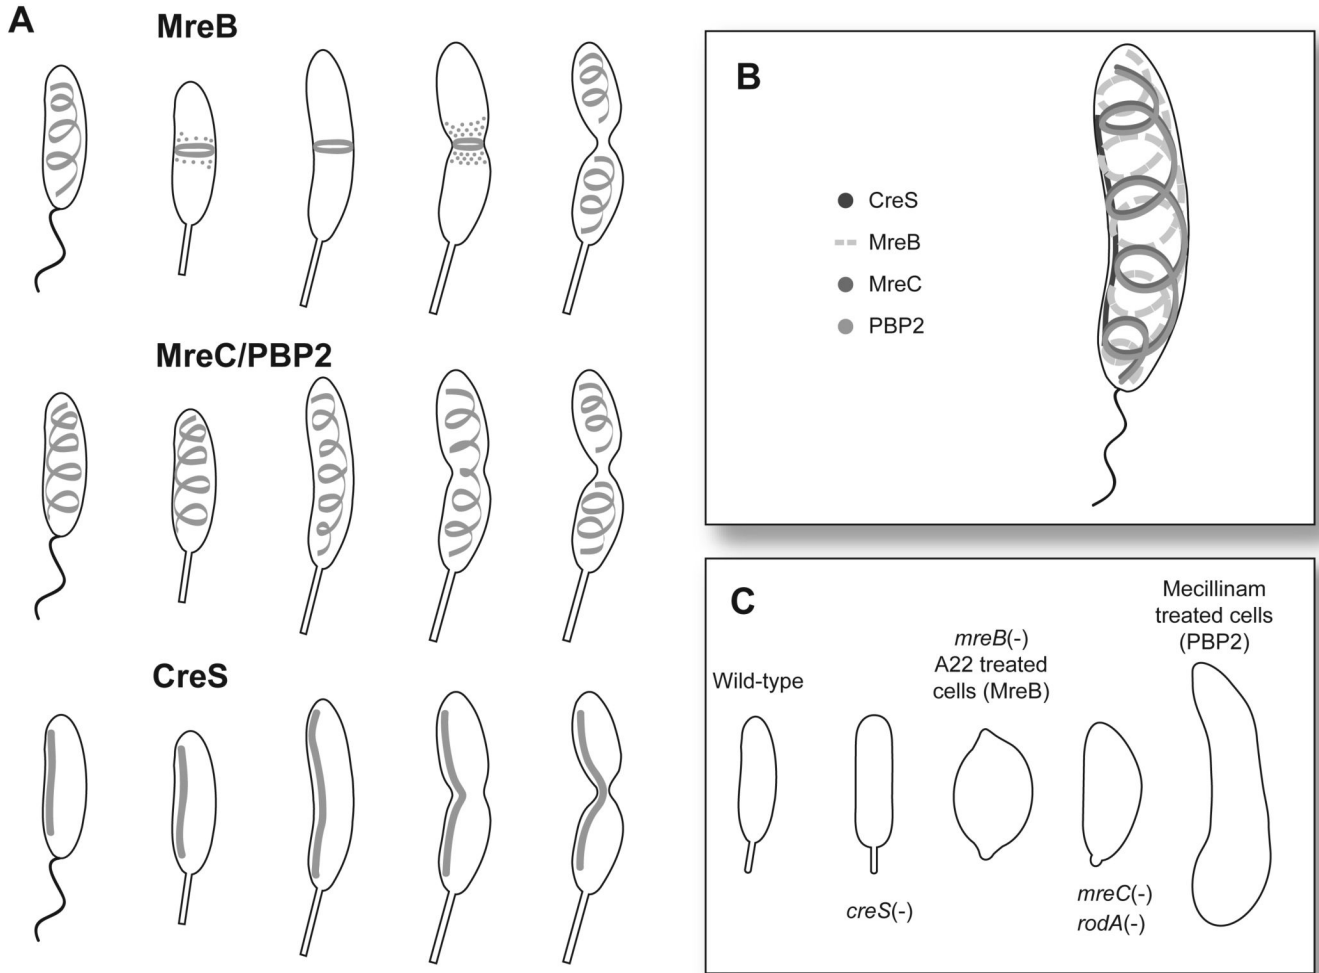 A
MreB
MreC/PBP2
CreS
B
CreS
MreB
MreC
PBP2
C
Wild-type
creS(-)
mreB(-)
A22 treated
cells (MreB)
mreC(-)
rodA(-)
Mecillinam
treated cells
(PBP2)